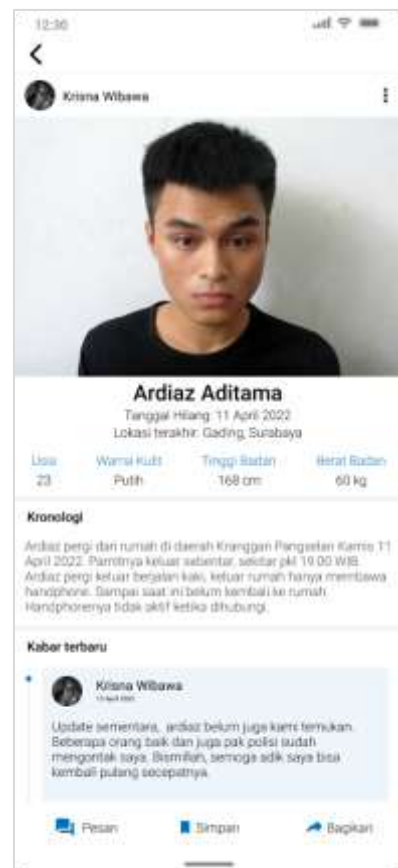 12:30
Krisna Wibawa
Ardiaz Aditama
Tanggal Hilang: 11 April 2022
Lokasi terakhir: Gading, Surabaya
Usia Warna Kulit Tinggi Badan Berat Badan
23 Putih 168 cm 60 kg
Kronologi
Ardiaz pergi dari rumah di daerah Kranggan Kamis 11
April 2022. Pamitnya keluar sebentar, sekitar pkl 19.00 WIB.
Ardiaz pergi keluar berjalan kaki, keluar rumah hanya membawa
handphone. Sampai saat ini belum kembali ke rumah.
Handphonenya tidak aktif ketika dihubungi.
Kabar terbaru
Krisna Wibawa
Update sementara, ardiaz belum juga kami temukan.
Beberapa orang baik dan juga pak polisi sudah
mengontak saya. Bismillah, semoga adik saya bisa
kembali pulang secepatnya.
Pesan Simpan Bagikan